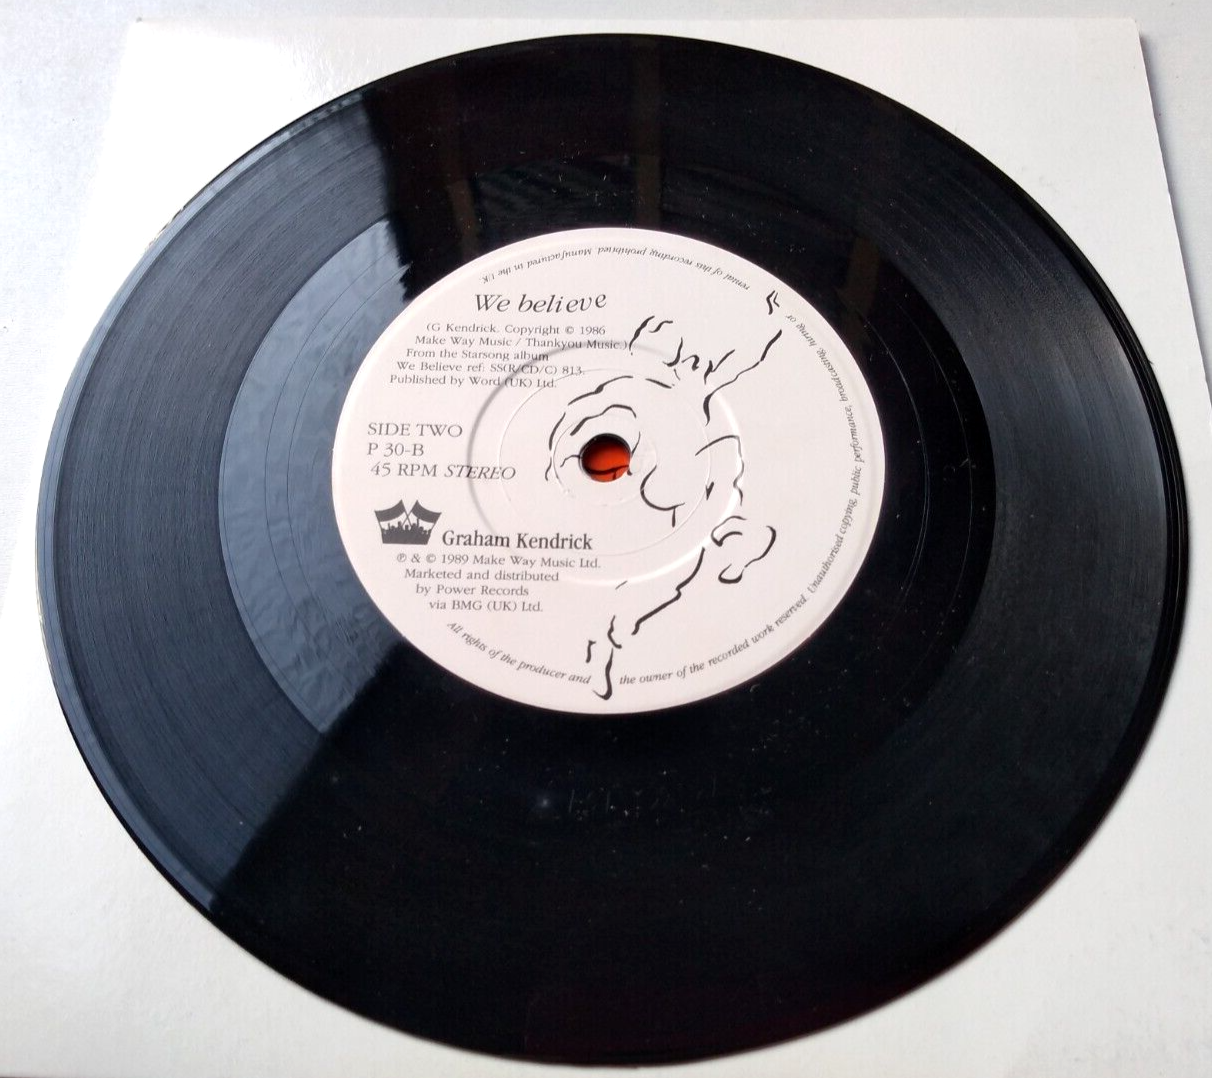 We believe
(G Kendrick. Copyright © 1986
Make Way Music / Thankyou Music.)
From the Starsong album
We Believe ref: SS(R/CD/C) 813.
Published by Word (UK) Ltd.
SIDE TWO
P 30-B
45 RPM STEREO
Graham Kendrick
℗ & © 1989 Make Way Music Ltd.
Marketed and distributed
by Power Records
via BMG (UK) Ltd.
All rights of the producer and the owner of the recorded work reserved. Unauthorised copying, public performance, broadcasting, hiring or rental of this recording prohibited. Manufactured in the UK